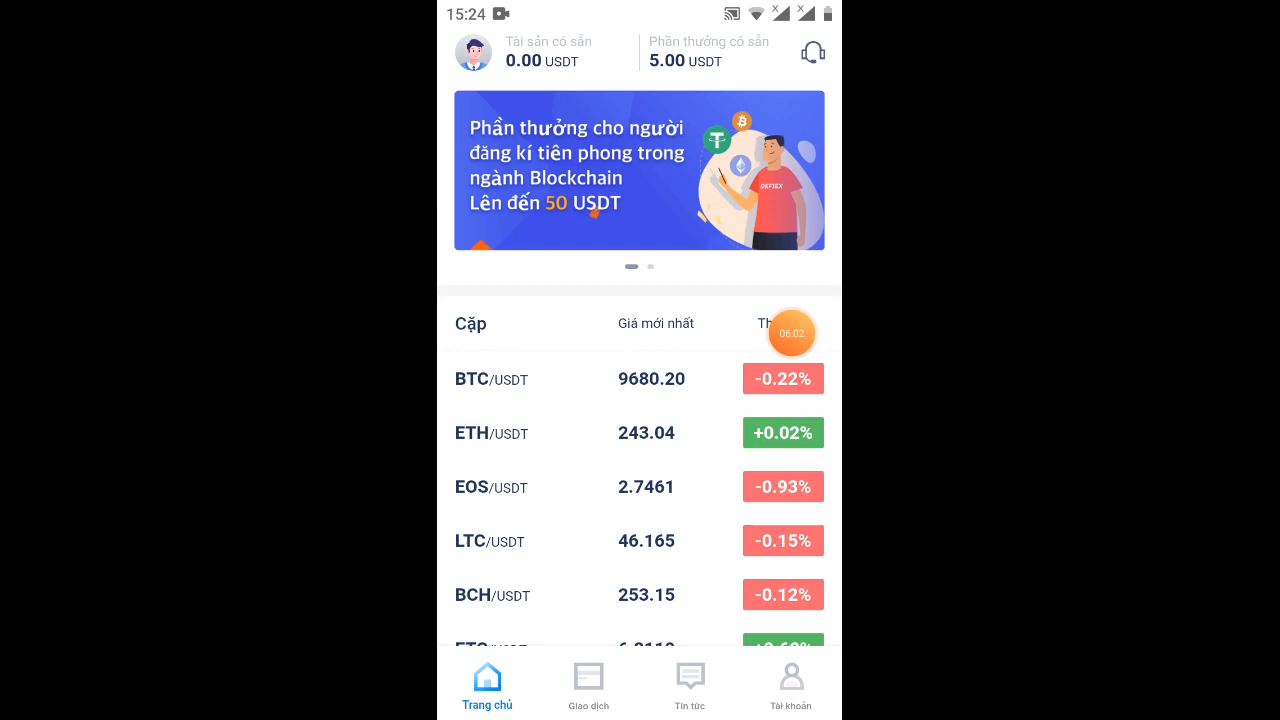 15:24
Tài sản có sẵn
0.00 USDT
Phần thưởng có sẵn
5.00 USDT
Phần thưởng cho người
đăng kí tiên phong trong
ngành Blockchain
Lên đến 50 USDT
DEFIEX
Cặp Giá mới nhất
06:02
BTC/USDT 9680.20 -0.22%
ETH/USDT 243.04 +0.02%
EOS/USDT 2.7461 -0.93%
LTC/USDT 46.165 -0.15%
BCH/USDT 253.15 -0.12%
Trang chủ Giao dịch Tin tức Tài khoản